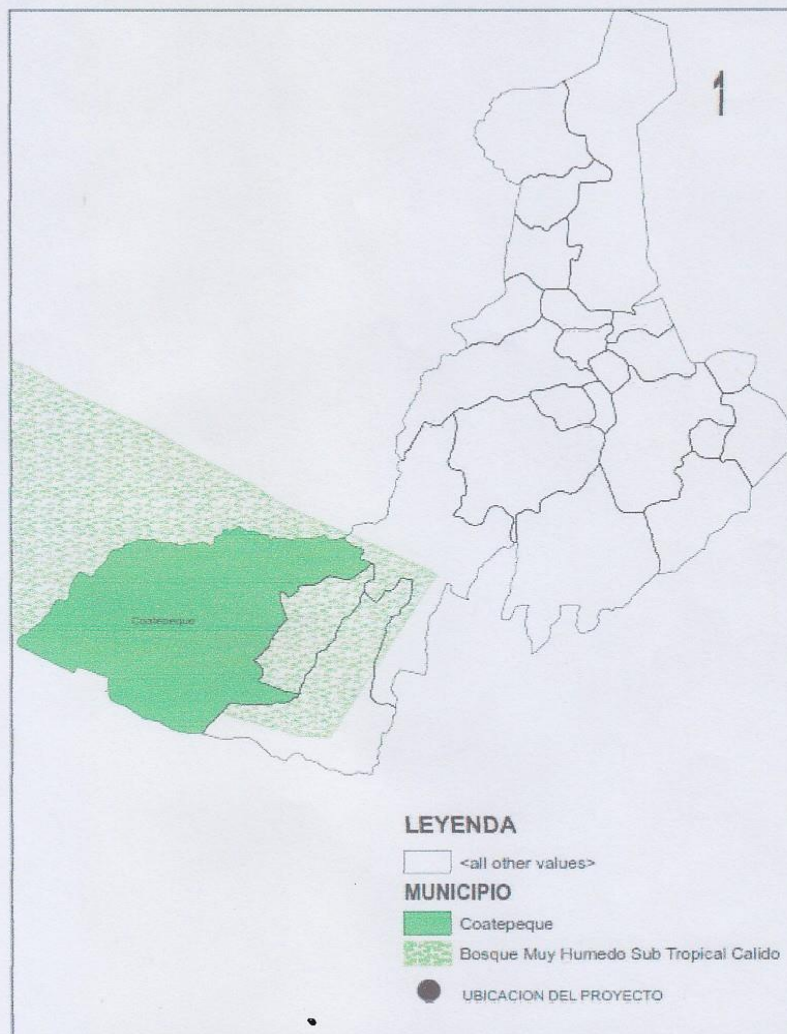 1
Coatepeque
LEYENDA
<all other values>
MUNICIPIO
Coatepeque
Bosque Muy Humedo Sub Tropical Calido
UBICACION DEL PROYECTO